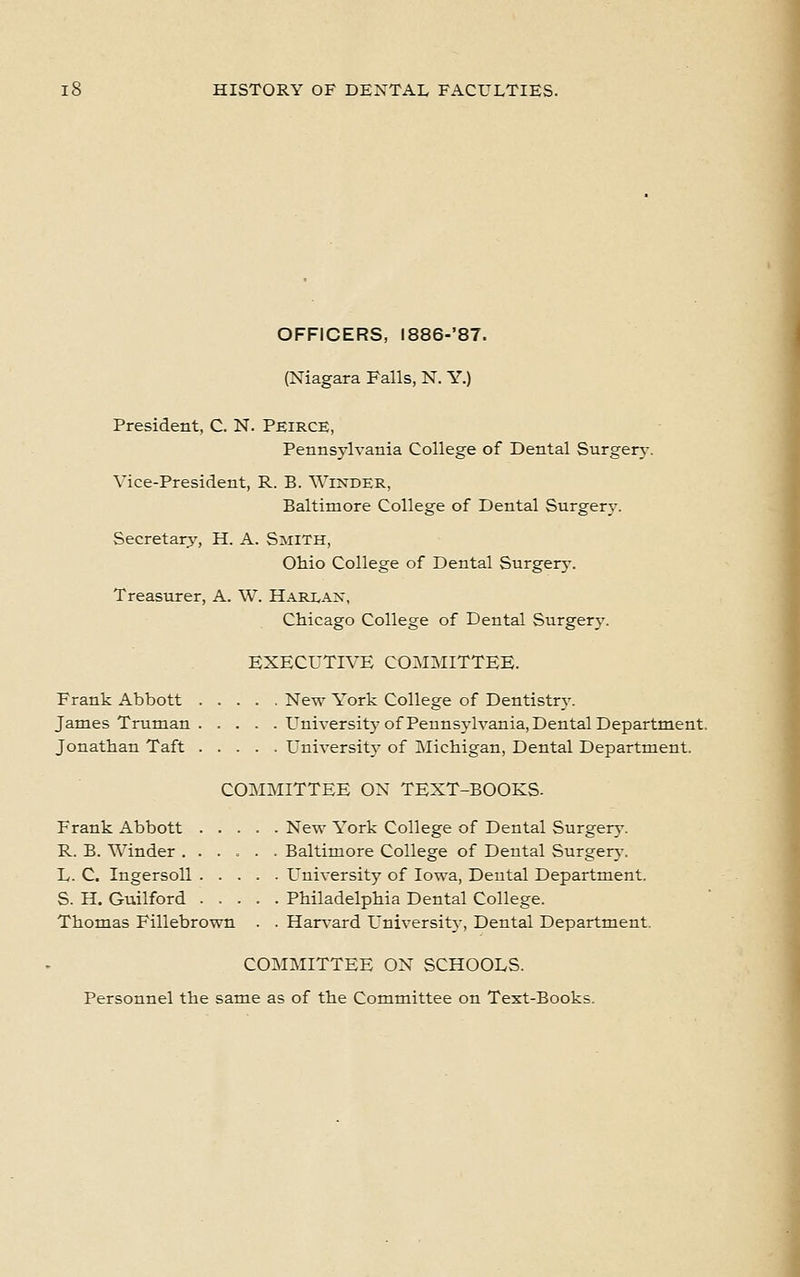 18 HISTORY OF DENTAL FACULTIES.
OFFICERS, 1886-'87.
(Niagara Falls, N. Y.)
President, C. N. PEIRCE,
Pennsylvania College of Dental Surgery.
Vice-President, R. B. WINDER,
Baltimore College of Dental Surgery.
Secretary, H. A. SMITH,
Ohio College of Dental Surgery.
Treasurer, A. W. HARLAN,
Chicago College of Dental Surgery.
EXECUTIVE COMMITTEE.
Frank Abbott . . . . . New York College of Dentistry.
James Truman . . . . . University of Pennsylvania, Dental Department.
Jonathan Taft . . . . . University of Michigan, Dental Department.
COMMITTEE ON TEXT-BOOKS.
Frank Abbott . . . . . New York College of Dental Surgery.
R. B. Winder . . . . . . Baltimore College of Dental Surgery.
L. C. Ingersoll . . . . . University of Iowa, Dental Department.
S. H. Guilford . . . . . Philadelphia Dental College.
Thomas Fillebrown . . Harvard University, Dental Department.
COMMITTEE ON SCHOOLS.
Personnel the same as of the Committee on Text-Books.